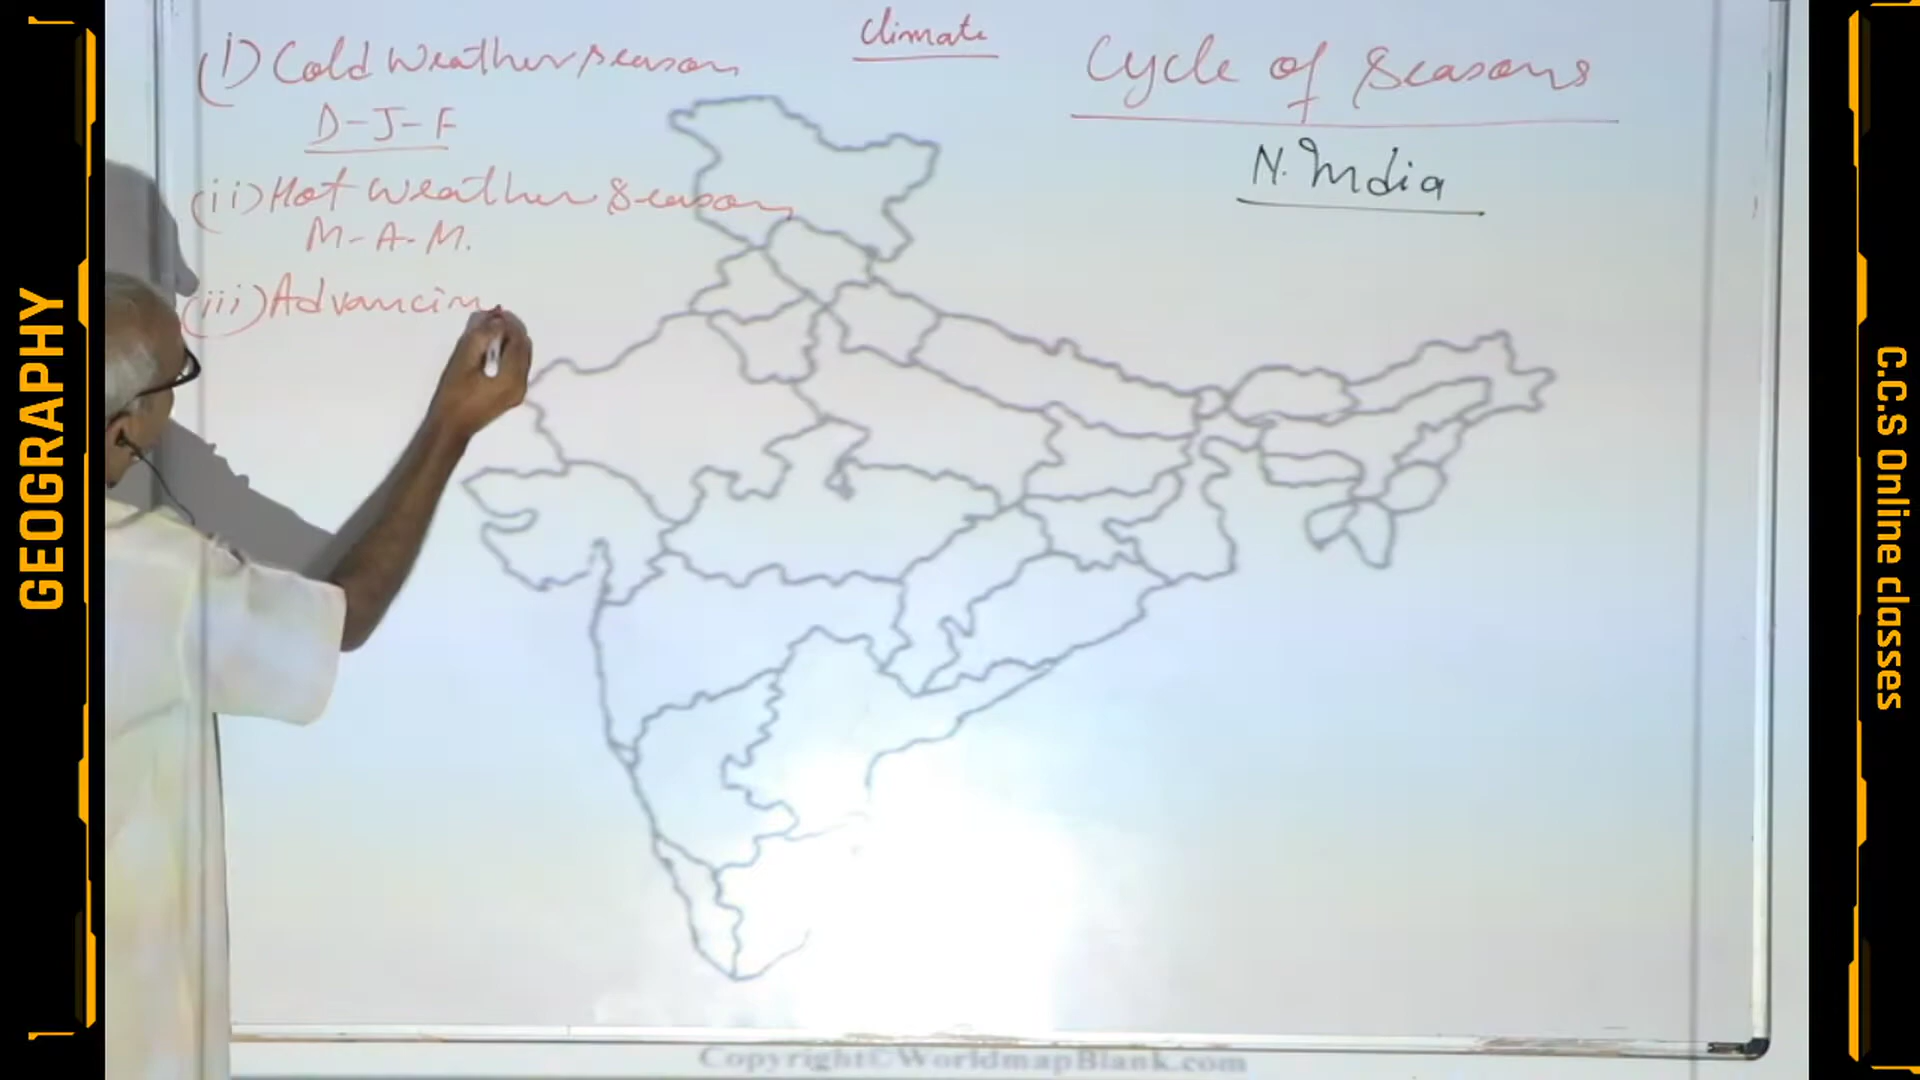 Climate
Cycle of Seasons
N. India
(i) Cold Weather season
D-J-F
(ii) Hot Weather Season
M-A-M.
(iii) Advancin
GEOGRAPHY
C.C.S Online classes
Copyright©WorldmapBlank.com